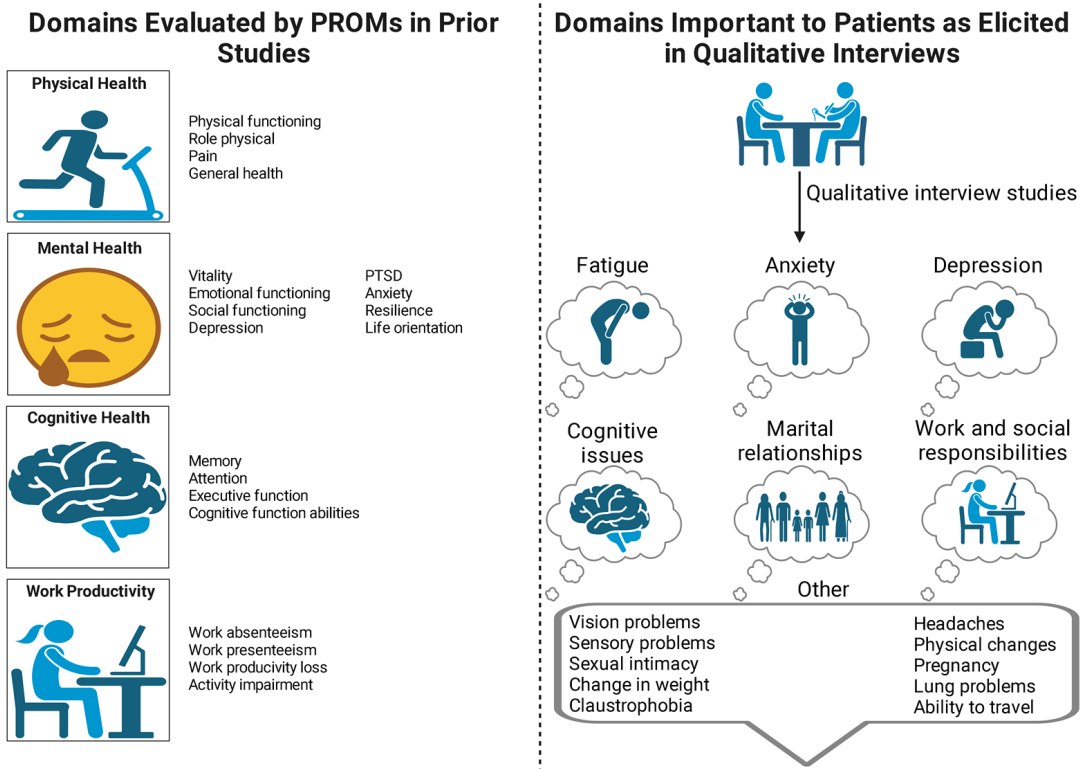 Domains Evaluated by PROMs in Prior
Studies
Physical Health
Physical functioning
Role physical
Pain
General health
Mental Health
Vitality
Emotional functioning
Social functioning
Depression
PTSD
Anxiety
Resilience
Life orientation
Cognitive Health
Memory
Attention
Executive function
Cognitive function abilities
Work Productivity
Work absenteeism
Work presenteeism
Work producivity loss
Activity impairment
Domains Important to Patients as Elicited
in Qualitative Interviews
Qualitative interview studies
Fatigue
Anxiety
Depression
Cognitive
issues
Marital
relationships
Work and social
responsibilities
Other
Vision problems
Sensory problems
Sexual intimacy
Change in weight
Claustrophobia
Headaches
Physical changes
Pregnancy
Lung problems
Ability to travel